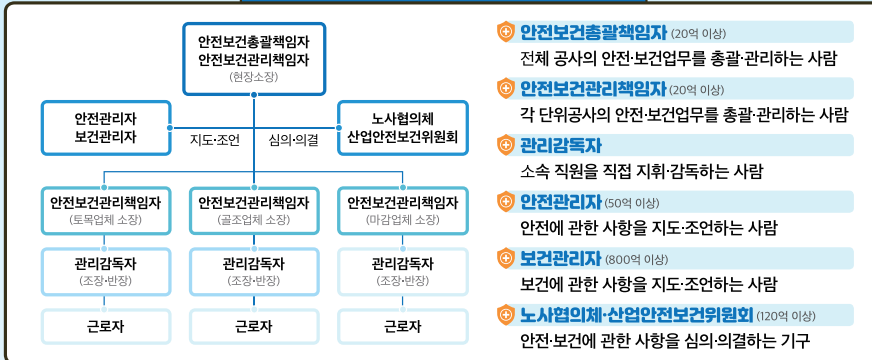 안전보건총괄책임자
안전보건관리책임자
(현장소장)
안전관리자
보건관리자
지도·조언
심의·의결
노사협의체
산업안전보건위원회
안전보건관리책임자
(토목업체 소장)
안전보건관리책임자
(골조업체 소장)
안전보건관리책임자
(마감업체 소장)
관리감독자
(조장·반장)
관리감독자
(조장·반장)
관리감독자
(조장·반장)
근로자
근로자
근로자
안전보건총괄책임자 (20억 이상)
전체 공사의 안전·보건업무를 총괄·관리하는 사람
안전보건관리책임자 (20억 이상)
각 단위공사의 안전·보건업무를 총괄·관리하는 사람
관리감독자
소속 직원을 직접 지휘·감독하는 사람
안전관리자 (50억 이상)
안전에 관한 사항을 지도·조언하는 사람
보건관리자 (800억 이상)
보건에 관한 사항을 지도·조언하는 사람
노사협의체·산업안전보건위원회 (120억 이상)
안전·보건에 관한 사항을 심의·의결하는 기구